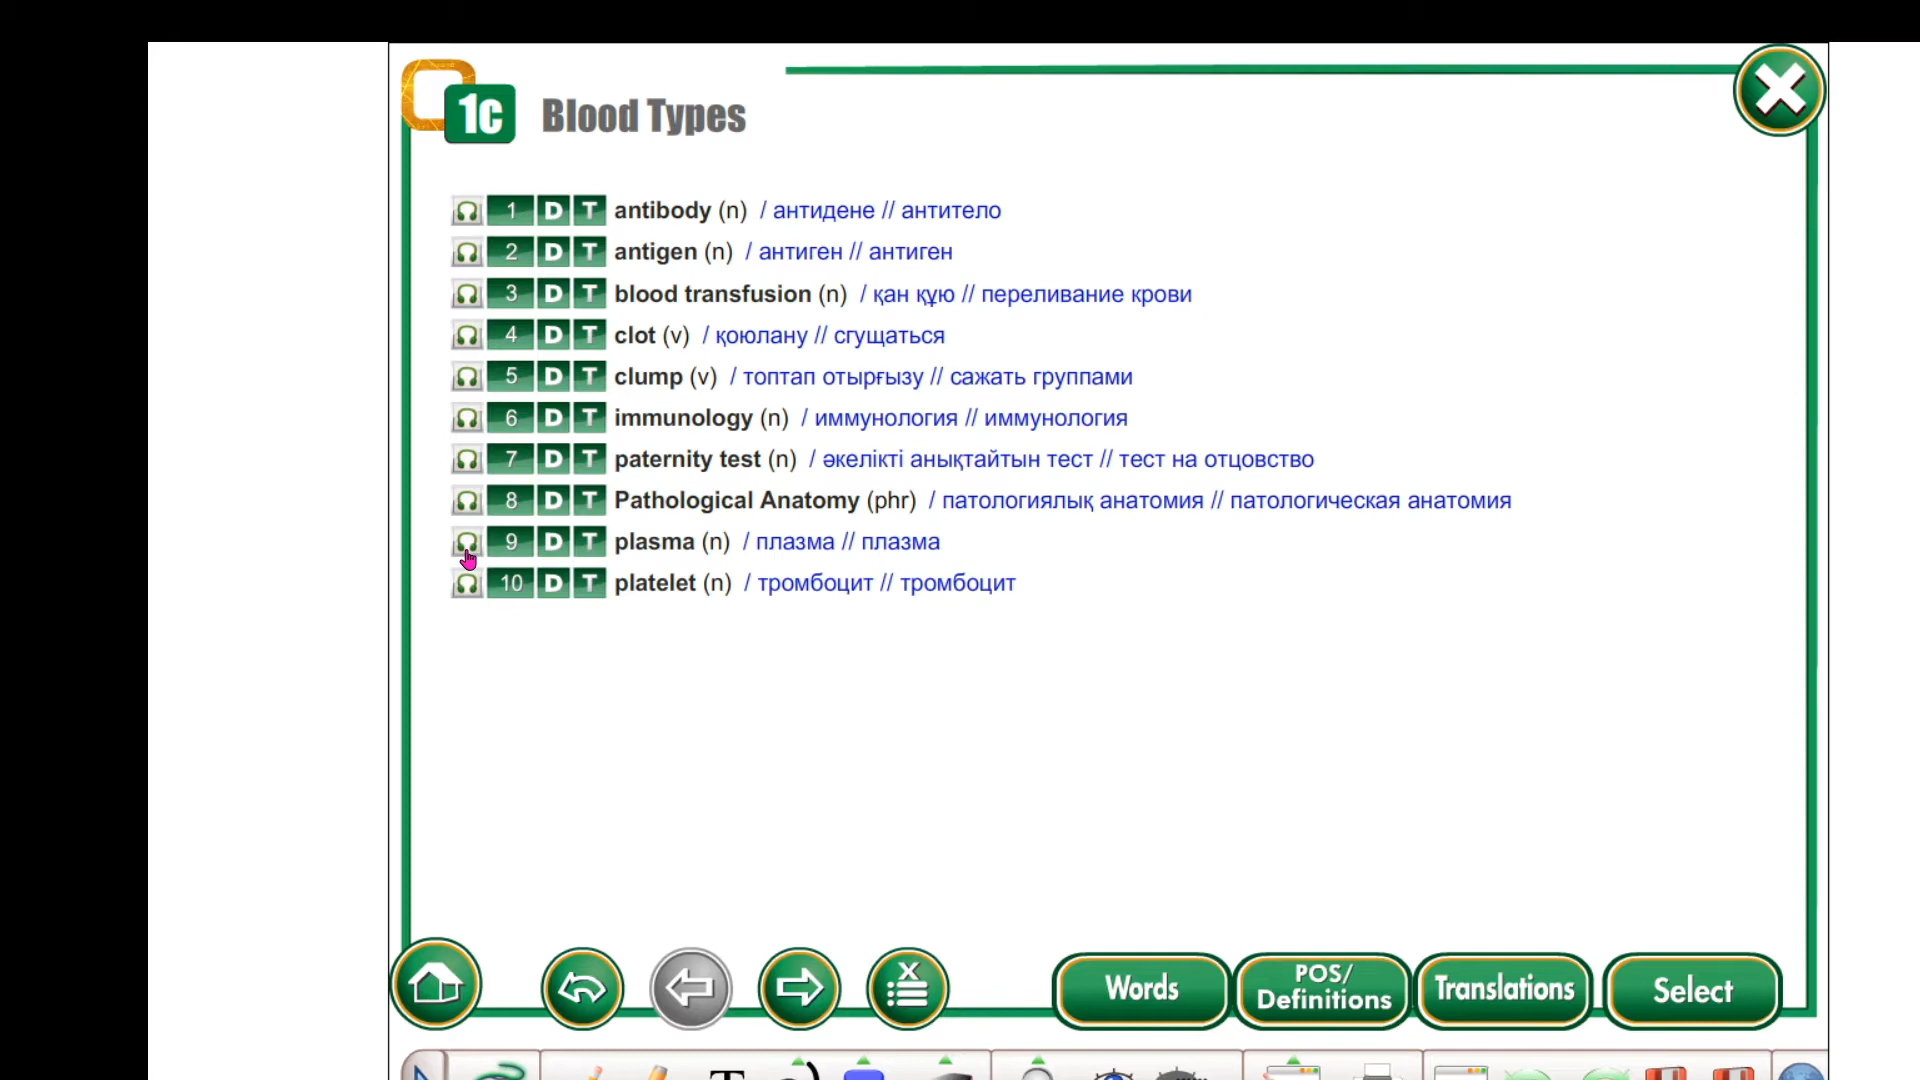 1c Blood Types
1 D T antibody (n) / антидене // антитело
2 D T antigen (n) / антиген // антиген
3 D T blood transfusion (n) / қан құю // переливание крови
4 D T clot (v) / қоюлану // сгущаться
5 D T clump (v) / топтап отырғызу // сажать группами
6 D T immunology (n) / иммунология // иммунология
7 D T paternity test (n) / әкелікті анықтайтын тест // тест на отцовство
8 D T Pathological Anatomy (phr) / патологиялық анатомия // патологическая анатомия
9 D T plasma (n) / плазма // плазма
10 D T platelet (n) / тромбоцит // тромбоцит
X
Words
POS/
Definitions
Translations
Select
T